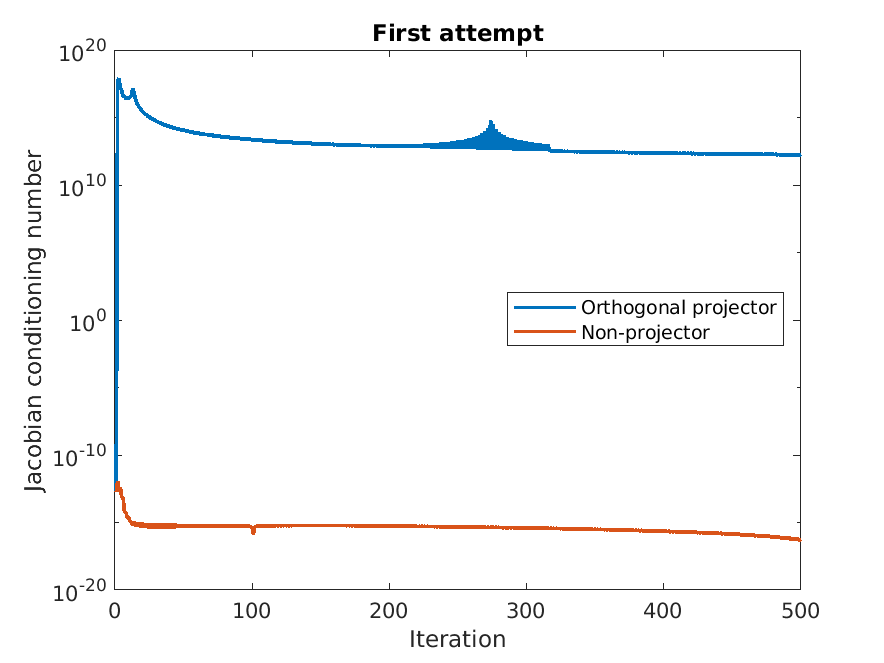 First attempt
Jacobian conditioning number
10^20
10^10
10^0
10^-10
10^-20
Orthogonal projector
Non-projector
0 100 200 300 400 500
Iteration